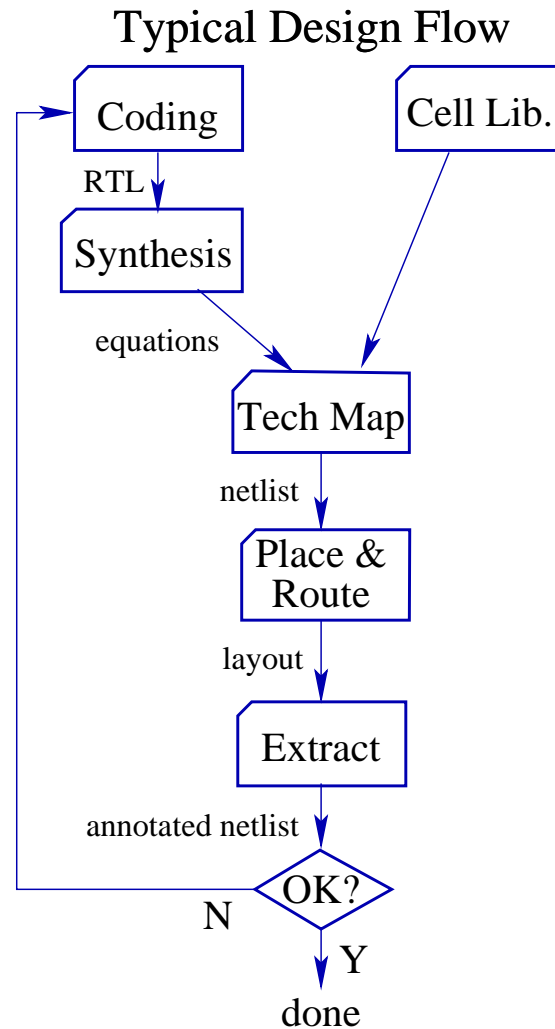 Typical Design Flow
Coding
Cell Lib.
RTL
Synthesis
equations
Tech Map
netlist
Place &
Route
layout
Extract
annotated netlist
OK?
N
Y
done